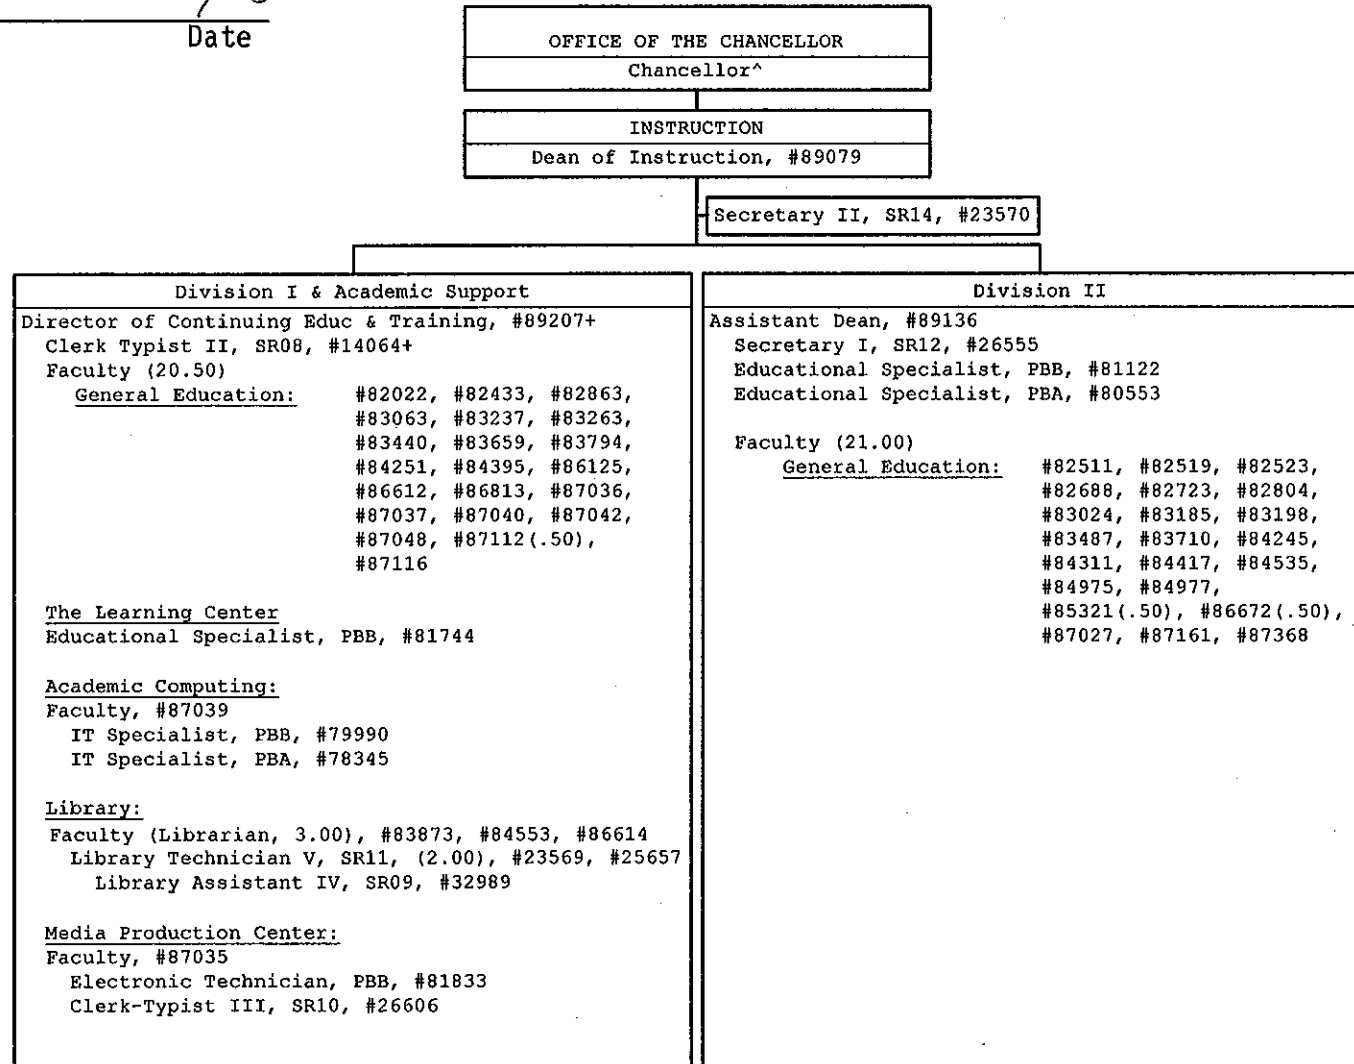 Date
OFFICE OF THE CHANCELLOR
Chancellor^
INSTRUCTION
Dean of Instruction, #89079
Secretary II, SR14, #23570
Division I & Academic Support
Director of Continuing Educ & Training, #89207+
Clerk Typist II, SR08, #14064+
Faculty (20.50)
General Education: #82022, #82433, #82863,
#83063, #83237, #83263,
#83440, #83659, #83794,
#84251, #84395, #86125,
#86612, #86813, #87036,
#87037, #87040, #87042,
#87048, #87112(.50),
#87116
The Learning Center
Educational Specialist, PBB, #81744
Academic Computing:
Faculty, #87039
IT Specialist, PBB, #79990
IT Specialist, PBA, #78345
Library:
Faculty (Librarian, 3.00), #83873, #84553, #86614
Library Technician V, SR11, (2.00), #23569, #25657
Library Assistant IV, SR09, #32989
Media Production Center:
Faculty, #87035
Electronic Technician, PBB, #81833
Clerk-Typist III, SR10, #26606
Division II
Assistant Dean, #89136
Secretary I, SR12, #26555
Educational Specialist, PBB, #81122
Educational Specialist, PBA, #80553
Faculty (21.00)
General Education: #82511, #82519, #82523,
#82688, #82723, #82804,
#83024, #83185, #83198,
#83487, #83710, #84245,
#84311, #84417, #84535,
#84975, #84977,
#85321(.50), #86672(.50),
#87027, #87161, #87368